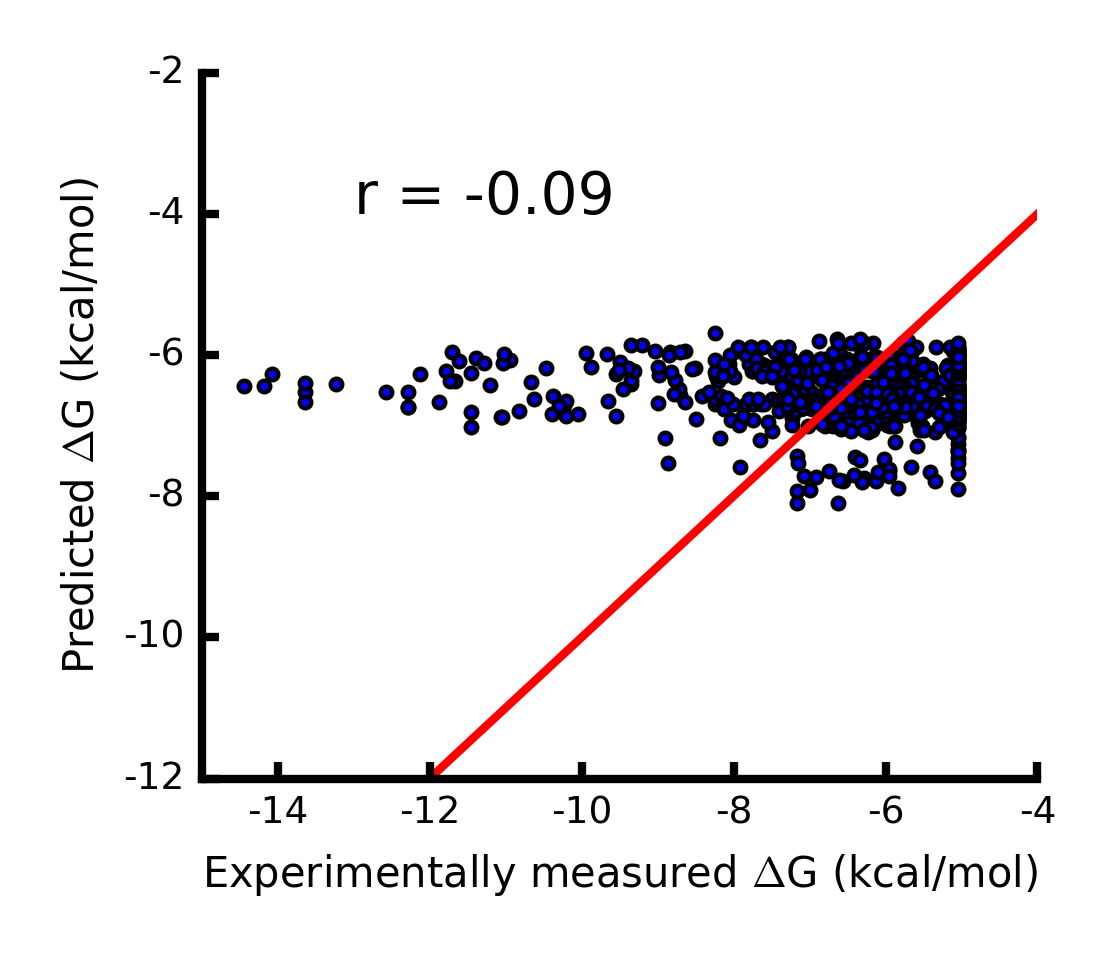 -2
r = -0.09
-4
-6
-8
-10
-12
Predicted ΔG (kcal/mol)
-14 -12 -10 -8 -6 -4
Experimentally measured ΔG (kcal/mol)